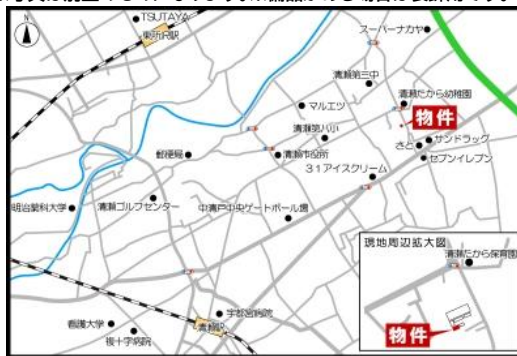 TSUTAYA
東所沢駅
スーパーナカヤ
清瀬第三中
清瀬たから幼稚園
マルエツ
物件
清瀬第八小
サンドラッグ
さと
郵便局
清瀬市役所
セブンイレブン
31アイスクリーム
明治薬科大学
清瀬ゴルフセンター
中清戸中央ゲートボール場
現地周辺拡大図
清瀬たから保育園
宇都宮病院
看護大学
清瀬駅
複十字病院
物件